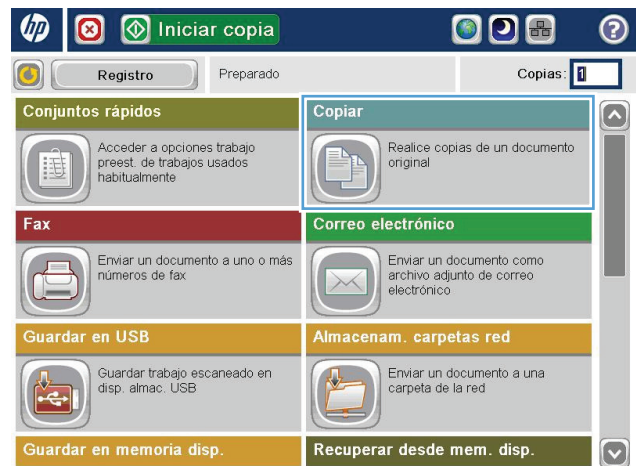 hp
Iniciar copia
?
Registro
Preparado
Copias: 1
Conjuntos rápidos
Acceder a opciones trabajo
preest. de trabajos usados
habitualmente
Copiar
Realice copias de un documento
original
Fax
Enviar un documento a uno o más
números de fax
Correo electrónico
Enviar un documento como
archivo adjunto de correo
electrónico
Guardar en USB
Guardar trabajo escaneado en
disp. almac. USB
Almacenam. carpetas red
Enviar un documento a una
carpeta de la red
Guardar en memoria disp.
Recuperar desde mem. disp.